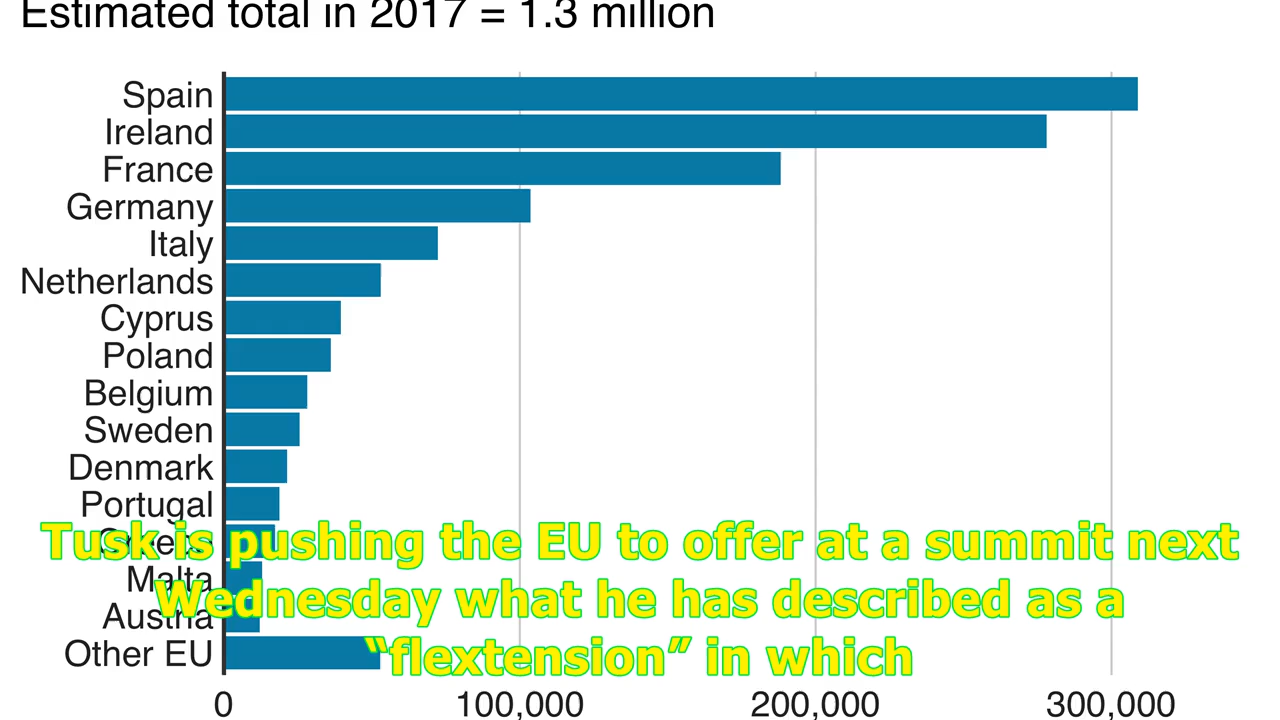 Estimated total in 2017 = 1.3 million
Spain
Ireland
France
Germany
Italy
Netherlands
Cyprus
Poland
Belgium
Sweden
Denmark
Portugal
Greece
Malta
Austria
Other EU
0 100,000 200,000 300,000
Tusk is pushing the EU to offer at a summit next
Wednesday what he has described as a
“flextension” in which